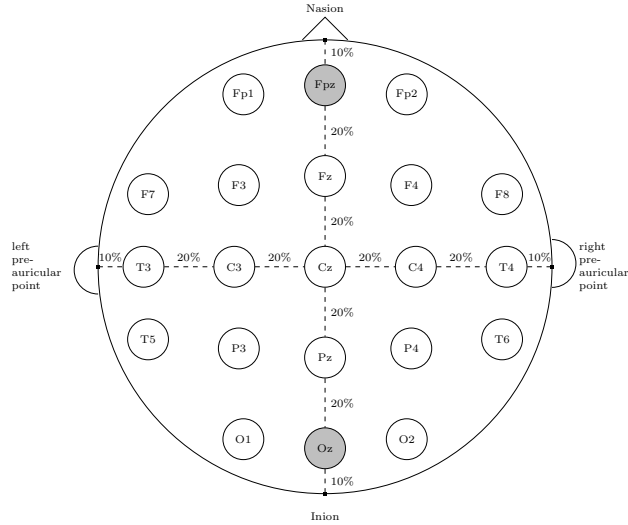 Nasion
10%
Fpz
Fp1
Fp2
20%
Fz
F3
F4
F7
F8
20%
left
pre-
auricular
point
10%
T3
20%
C3
20%
Cz
20%
C4
20%
T4
10%
right
pre-
auricular
point
20%
T5
P3
Pz
P4
T6
20%
O1
Oz
O2
10%
Inion